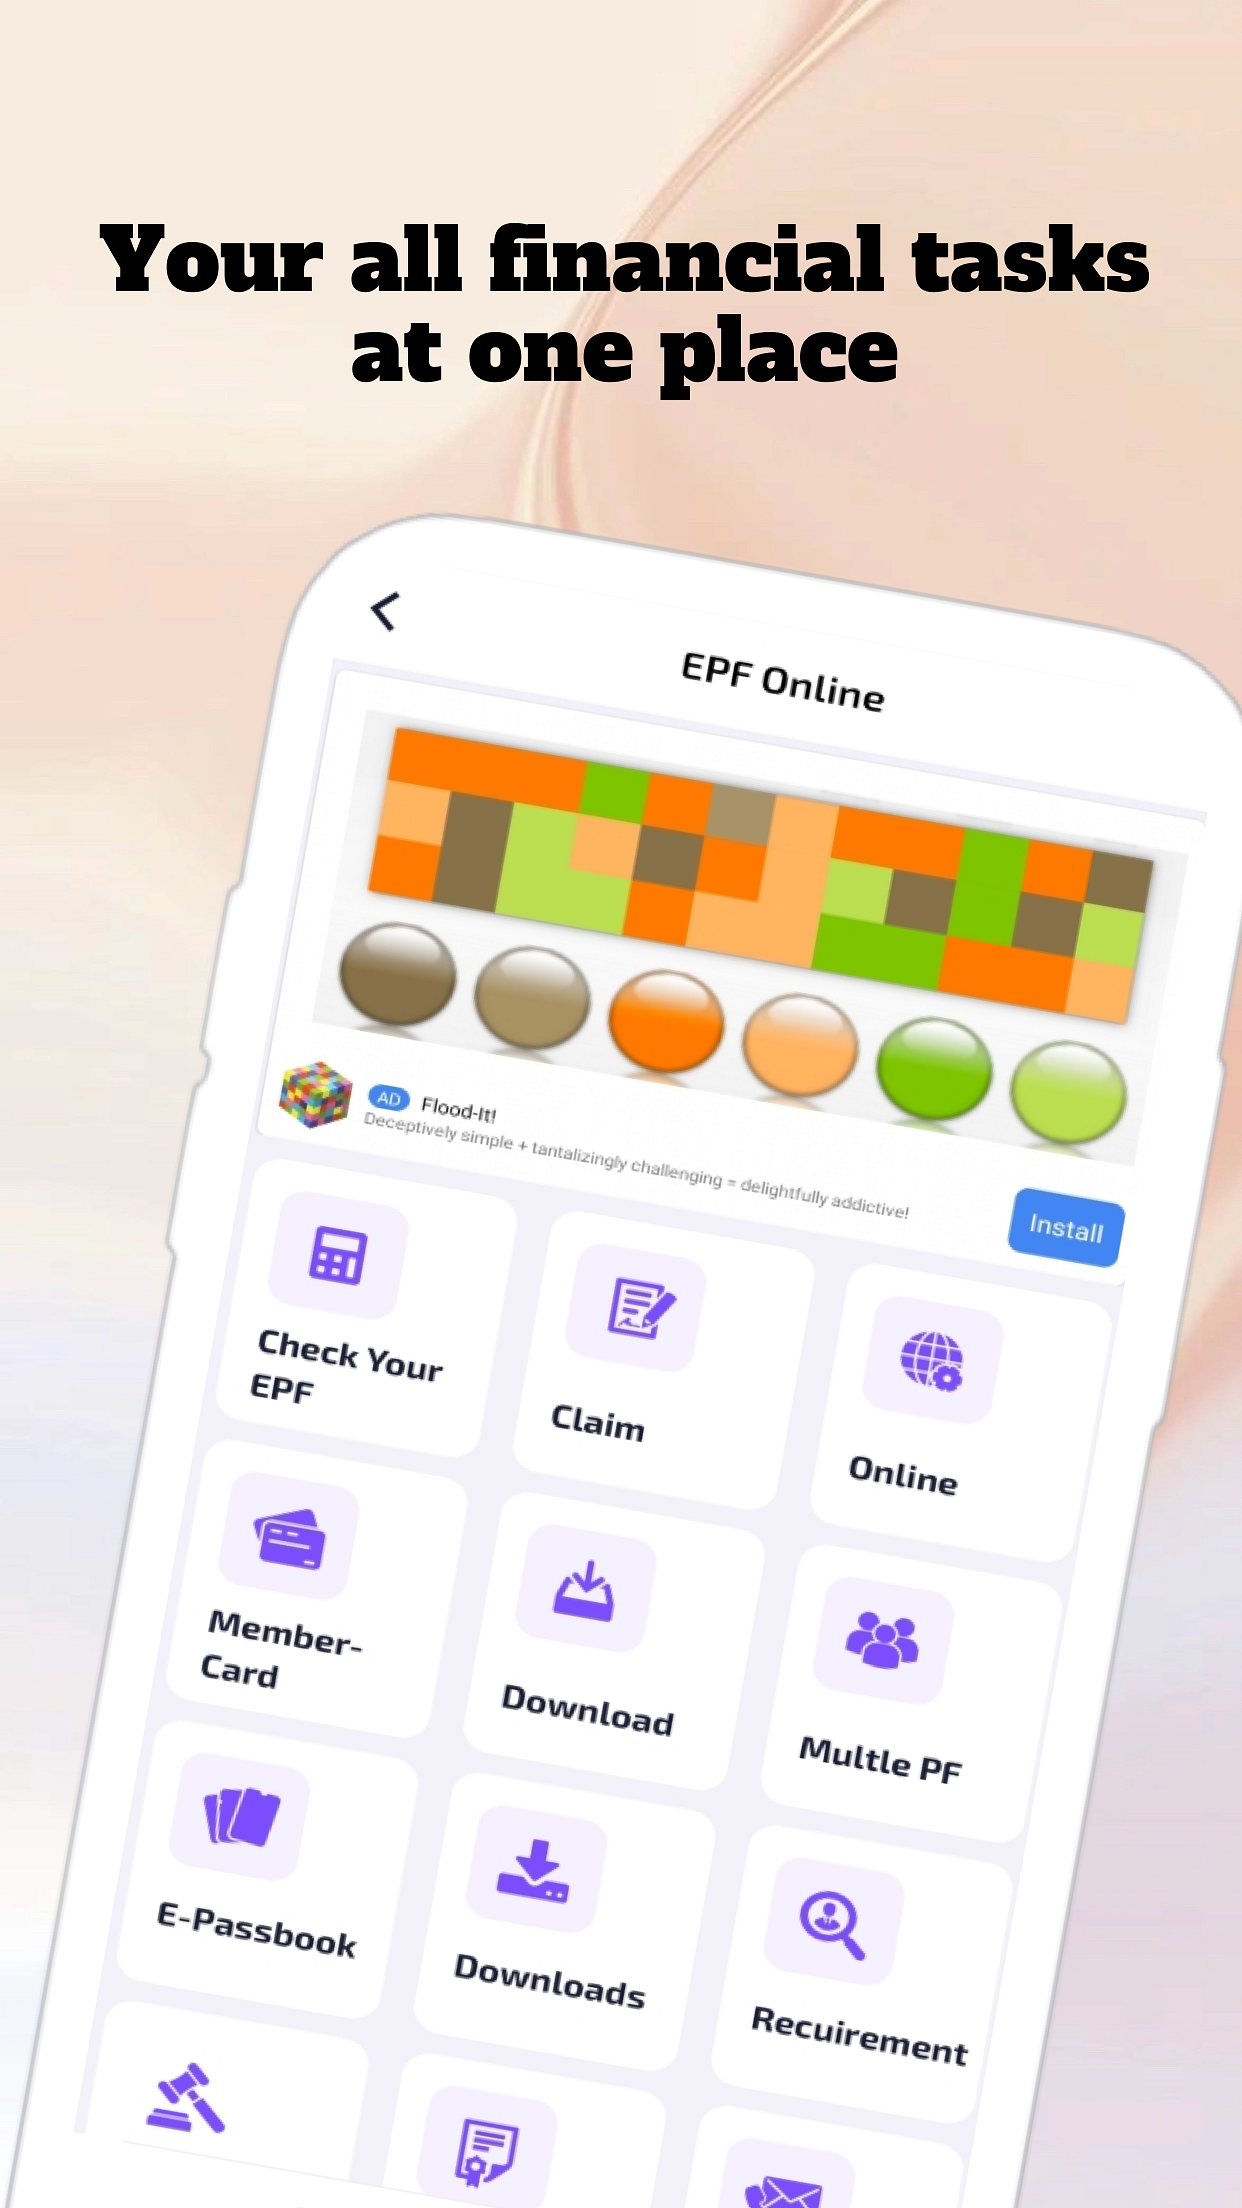 Your all financial tasks
at one place
EPF Online
AD Flood-It!
Deceptively simple + tantalizingly challenging = delightfully addictive!
Install
Check Your
EPF
Claim
Online
Member-
Card
Download
Multle PF
E-Passbook
Downloads
Recuirement